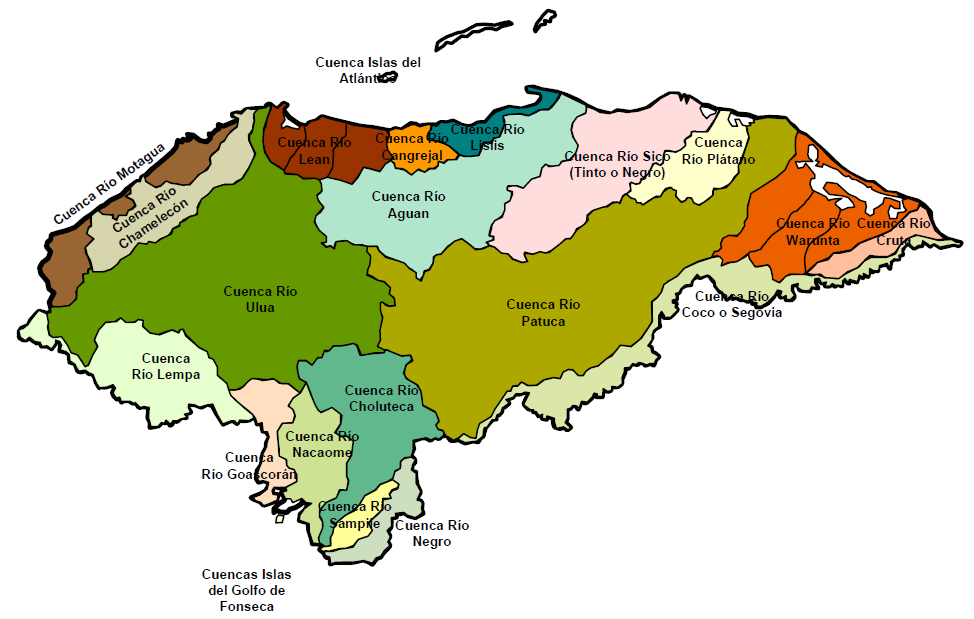 Cuenca Islas del
Atlántico
Cuenca Río Motagua
Cuenca Río
Chamelecón
Cuenca Río
Lean
Cuenca Río
Cangrejal
Cuenca Río
Lislis
Cuenca Río
Aguan
Cuenca Río Sico
(Tinto o Negro)
Cuenca
Río Plátano
Cuenca Río
Warunta
Cuenca Río
Cruta
Cuenca Río
Ulua
Cuenca Río
Patuca
Cuenca Río
Coco o Segovia
Cuenca
Río Lempa
Cuenca Río
Choluteca
Cuenca Río
Nacaome
Cuenca
Río Goascorán
Cuenca Río
Sampile
Cuenca Río
Negro
Cuencas Islas
del Golfo de
Fonseca